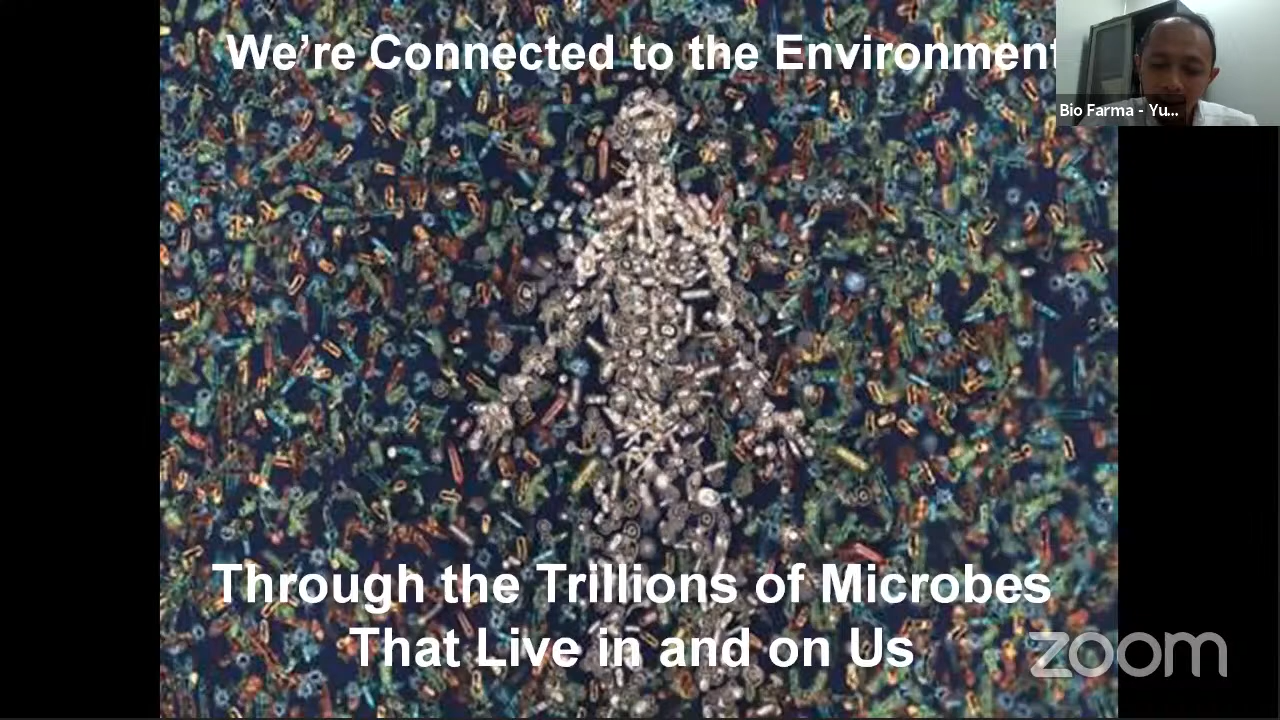 We're Connected to the Environment
Bio Farma - Yu...
Through the Trillions of Microbes
That Live in and on Us
zoom